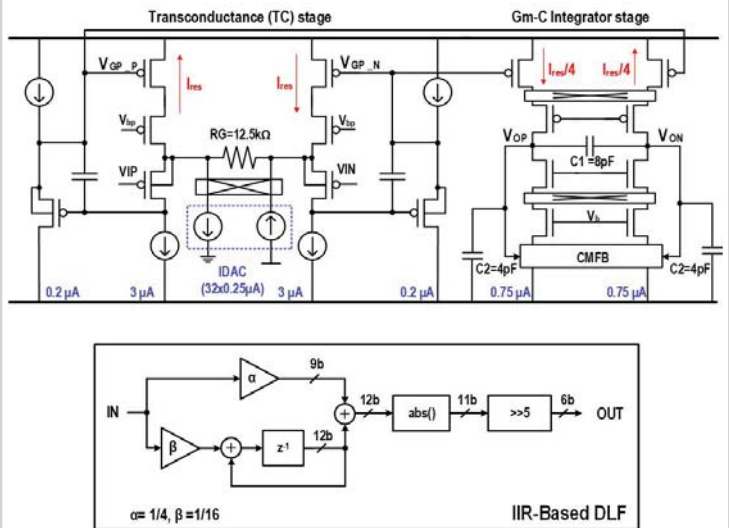 Transconductance (TC) stage
Gm-C Integrator stage
VGP_P
Ires
Ires
VGP_N
Ires/4
Ires/4
Vbp
Vbp
RG=12.5kΩ
VIP
VIN
VOP
VON
C1 =8pF
Vb
IDAC
(32x0.25μA)
CMFB
C2=4pF
C2=4pF
0.2 μA
3 μA
3 μA
0.2 μA
0.75 μA
0.75 μA
α
9b
IN
12b
abs()
11b
>>5
6b
OUT
β
z-1
12b
α= 1/4, β =1/16
IIR-Based DLF